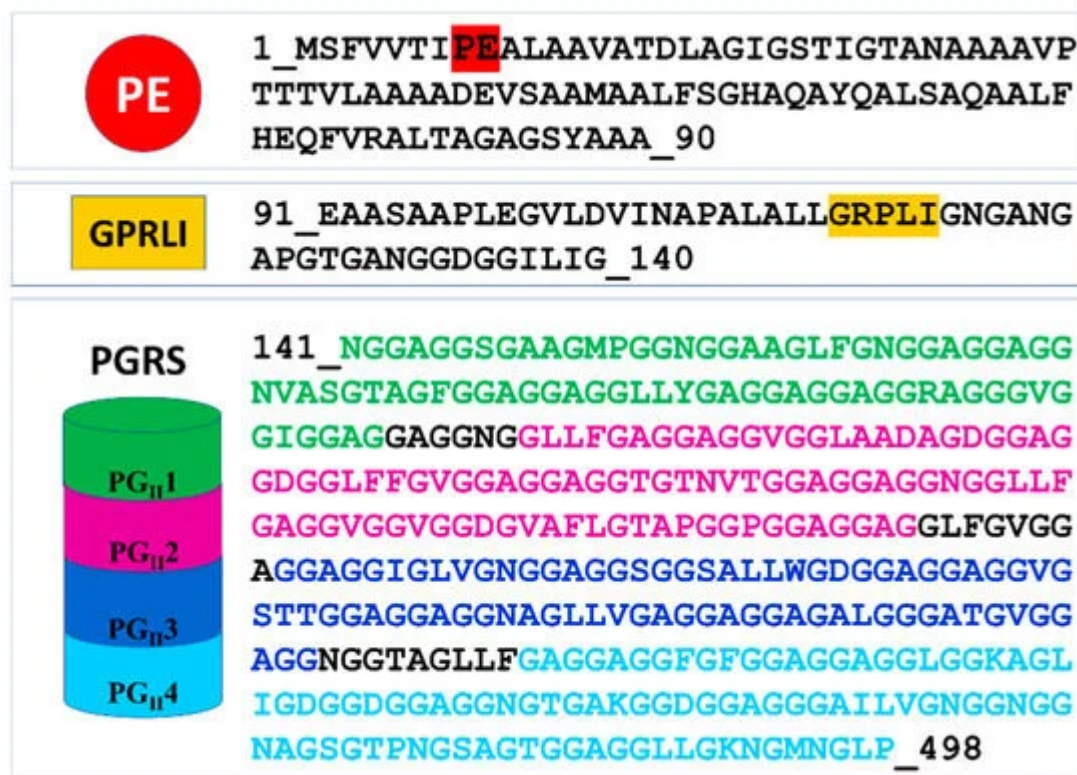 PE
1_MSFVVTIPEALAAVATDLAGIGSTIGTANAAAAVP
TTTVLAAAADEVSAAMAALFSGHAQAYQALSAQAALF
HEQFVRALTAGAGSYAAA_90
GPRLI
91_EAASAAPLEGVLDVINAPALALLGRPLIGNGANG
APGTGANGGDGGILIG_140
PGRS
141_NGGAGGSGAAGMPGGNGGAAGLFGNGGAGGAGG
NVASGTAGFGGAGGAGGLLYGAGGAGGAGGRAGGGVG
GIGGAGGAGGNGGLLFGAGGAGGVGGLAADAGDGGAG
GDGGLFFGVGGAGGAGGTGTNVTGGAGGAGGNGGLLF
GAGGVGGVGGDGVAFLGTAPGGPGGAGGAGGLFGVGG
AGGAGGIGLVGNGGAGGSGGSALLWGDGGAGGAGGVG
STTGGAGGAGGNAGLLVGAGGAGGAGALGGGATGVGG
AGGNGGTAGLLFGAGGAGGFGFGGAGGAGGLGGKAGL
IGDGGDGGAGGNGTGAKGGDGGAGGGAILVGNGGNGG
NAGSGTPNGSAGTGGAGGLLGKNGMNGLP_498
PGII1
PGII2
PGII3
PGII4